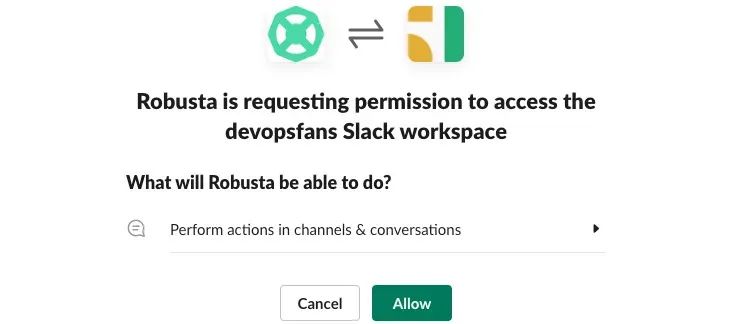 Robusta is requesting permission to access the
devopsfans Slack workspace
What will Robusta be able to do?
Perform actions in channels & conversations
Cancel
Allow